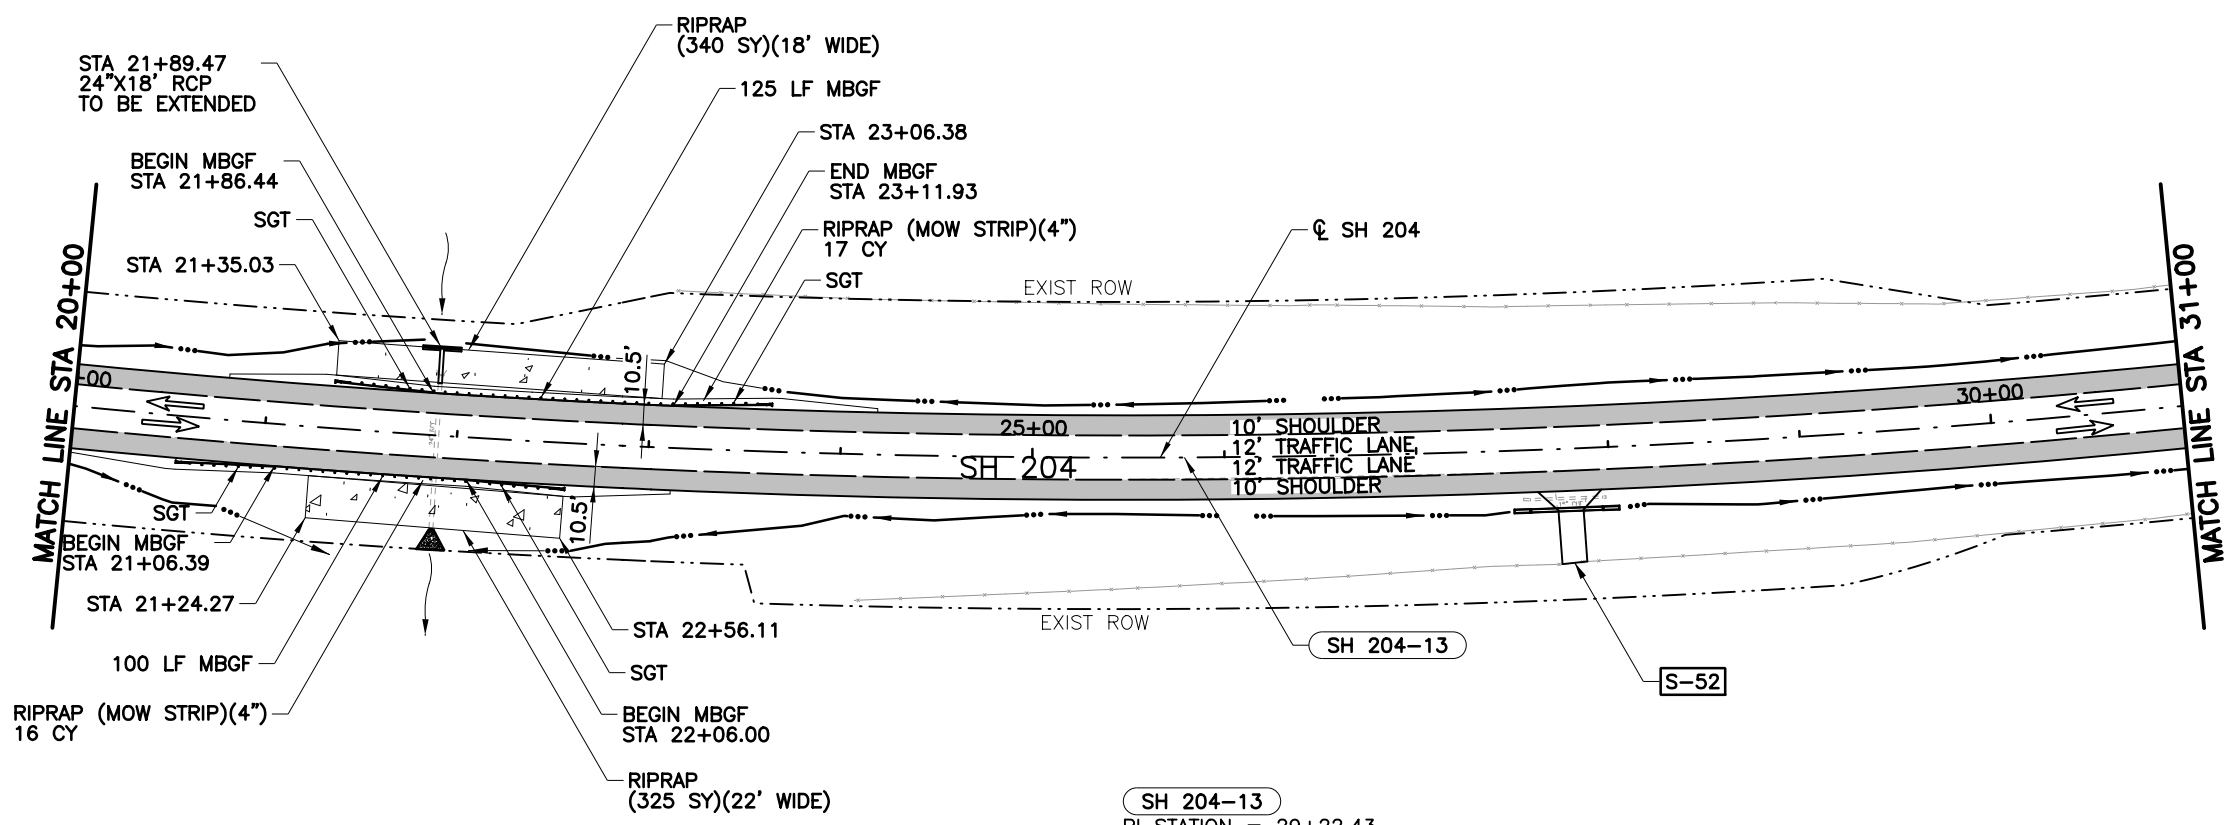 RIPRAP
(340 SY)(18' WIDE)
STA 21+89.47
24"X18' RCP
TO BE EXTENDED
125 LF MBGF
STA 23+06.38
BEGIN MBGF
STA 21+86.44
END MBGF
STA 23+11.93
SGT
RIPRAP (MOW STRIP)(4")
17 CY
℄ SH 204
STA 21+35.03
SGT
EXIST ROW
MATCH LINE STA 20+00
MATCH LINE STA 31+00
10.5'
-00
30+00
25+00
10' SHOULDER
12' TRAFFIC LANE
12' TRAFFIC LANE
10' SHOULDER
SH 204
10.5'
SGT
BEGIN MBGF
STA 21+06.39
STA 21+24.27
EXIST ROW
STA 22+56.11
SH 204-13
100 LF MBGF
SGT
S-52
RIPRAP (MOW STRIP)(4")
16 CY
BEGIN MBGF
STA 22+06.00
RIPRAP
(325 SY)(22' WIDE)
SH 204-13
PI STATION = 29+22.43